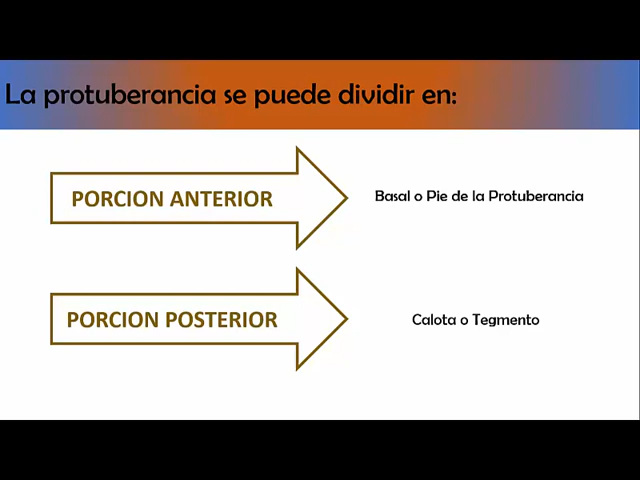 La protuberancia se puede dividir en:
PORCION ANTERIOR
Basal o Pie de la Protuberancia
PORCION POSTERIOR
Calota o Tegmento